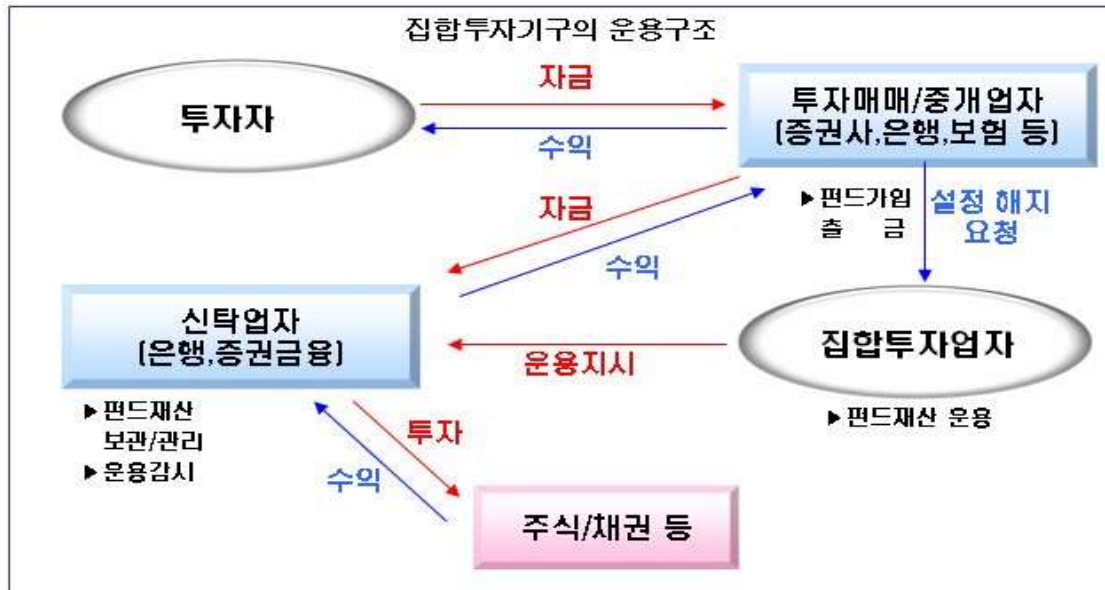 집합투자기구의 운용구조
투자자
자금
수익
투자매매/중개업자
(증권사,은행,보험 등)
자금
수익
▶펀드가입
출 금
설정 해지
요청
신탁업자
(은행,증권금융)
운용지시
집합투자업자
▶펀드재산
보관/관리
▶운용감시
투자
수익
▶펀드재산 운용
주식/채권 등